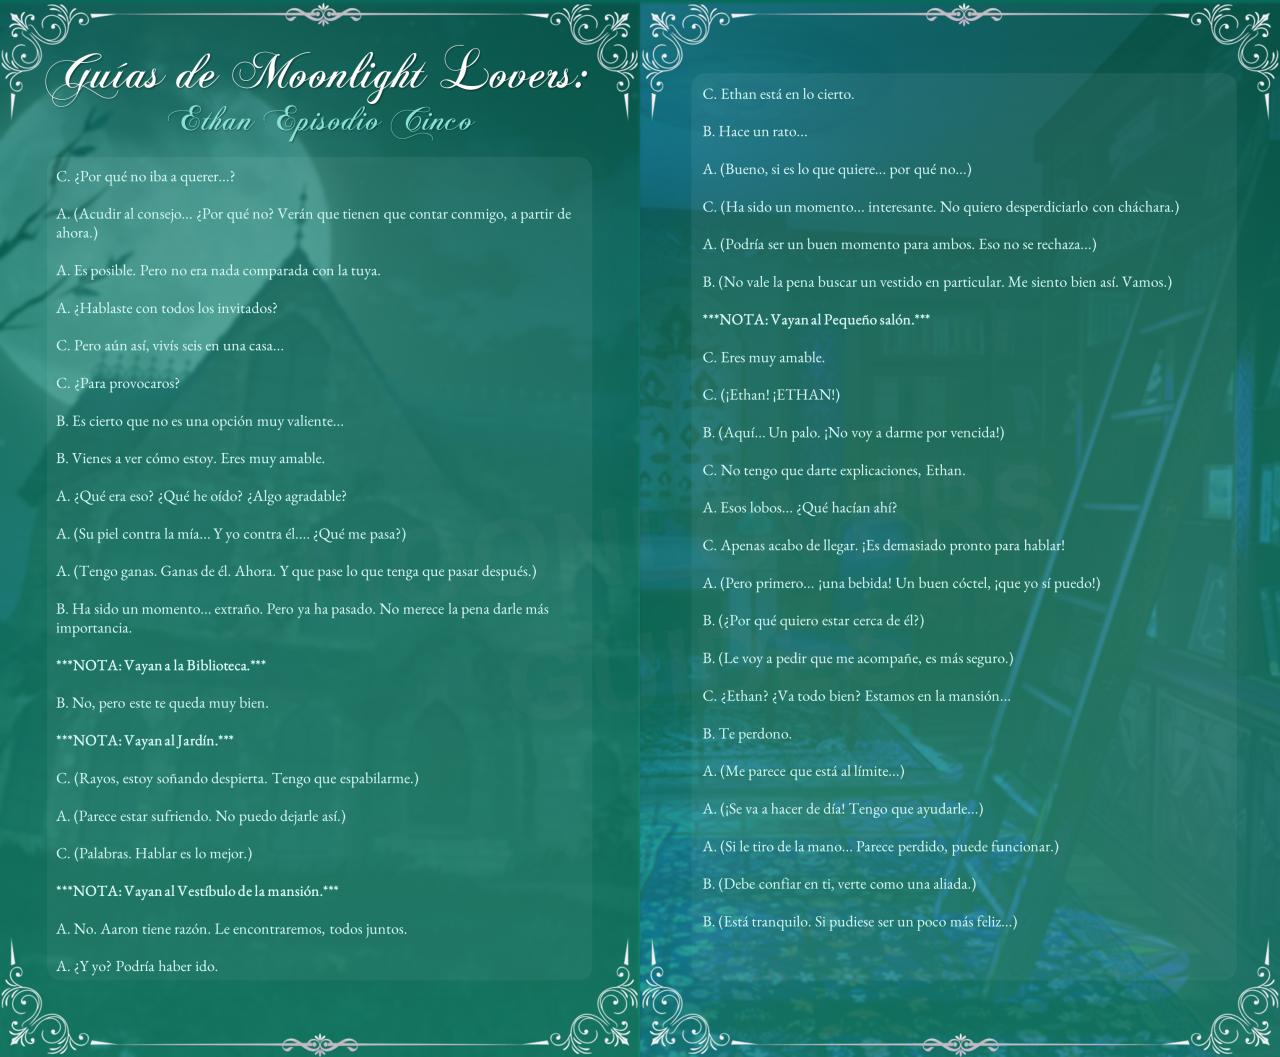 Guías de Moonlight Lovers:
Ethan Episodio Cinco
C. ¿Por qué no iba a querer...?
A. (Acudir al consejo... ¿Por qué no? Verán que tienen que contar conmigo, a partir de
ahora.)
A. Es posible. Pero no era nada comparada con la tuya.
A. ¿Hablaste con todos los invitados?
C. Pero aún así, vivís seis en una casa...
C. ¿Para provocaros?
B. Es cierto que no es una opción muy valiente...
B. Vienes a ver cómo estoy. Eres muy amable.
A. ¿Qué era eso? ¿Qué he oído? ¿Algo agradable?
A. (Su piel contra la mía... Y yo contra él.... ¿Qué me pasa?)
A. (Tengo ganas. Ganas de él. Ahora. Y que pase lo que tenga que pasar después.)
B. Ha sido un momento... extraño. Pero ya ha pasado. No merece la pena darle más
importancia.
***NOTA: Vayan a la Biblioteca.***
B. No, pero este te queda muy bien.
***NOTA: Vayan al Jardín.***
C. (Rayos, estoy soñando despierta. Tengo que espabilarme.)
A. (Parece estar sufriendo. No puedo dejarle así.)
C. (Palabras. Hablar es lo mejor.)
***NOTA: Vayan al Vestíbulo de la mansión.***
A. No. Aaron tiene razón. Le encontraremos, todos juntos.
A. ¿Y yo? Podría haber ido.
C. Ethan está en lo cierto.
B. Hace un rato...
A. (Bueno, si es lo que quiere... por qué no...)
C. (Ha sido un momento... interesante. No quiero desperdiciarlo con cháchara.)
A. (Podría ser un buen momento para ambos. Eso no se rechaza...)
B. (No vale la pena buscar un vestido en particular. Me siento bien así. Vamos.)
***NOTA: Vayan al Pequeño salón.***
C. Eres muy amable.
C. (¡Ethan! ¡ETHAN!)
B. (Aquí... Un palo. ¡No voy a darme por vencida!)
C. No tengo que darte explicaciones, Ethan.
A. Esos lobos... ¿Qué hacían ahí?
C. Apenas acabo de llegar. ¡Es demasiado pronto para hablar!
A. (Pero primero... ¡una bebida! Un buen cóctel, ¡que yo sí puedo!)
B. (¿Por qué quiero estar cerca de él?)
B. (Le voy a pedir que me acompañe, es más seguro.)
C. ¿Ethan? ¿Va todo bien? Estamos en la mansión...
B. Te perdono.
A. (Me parece que está al límite...)
A. (¡Se va a hacer de día! Tengo que ayudarle...)
A. (Si le tiro de la mano... Parece perdido, puede funcionar.)
B. (Debe confiar en ti, verte como una aliada.)
B. (Está tranquilo. Si pudiese ser un poco más feliz...)